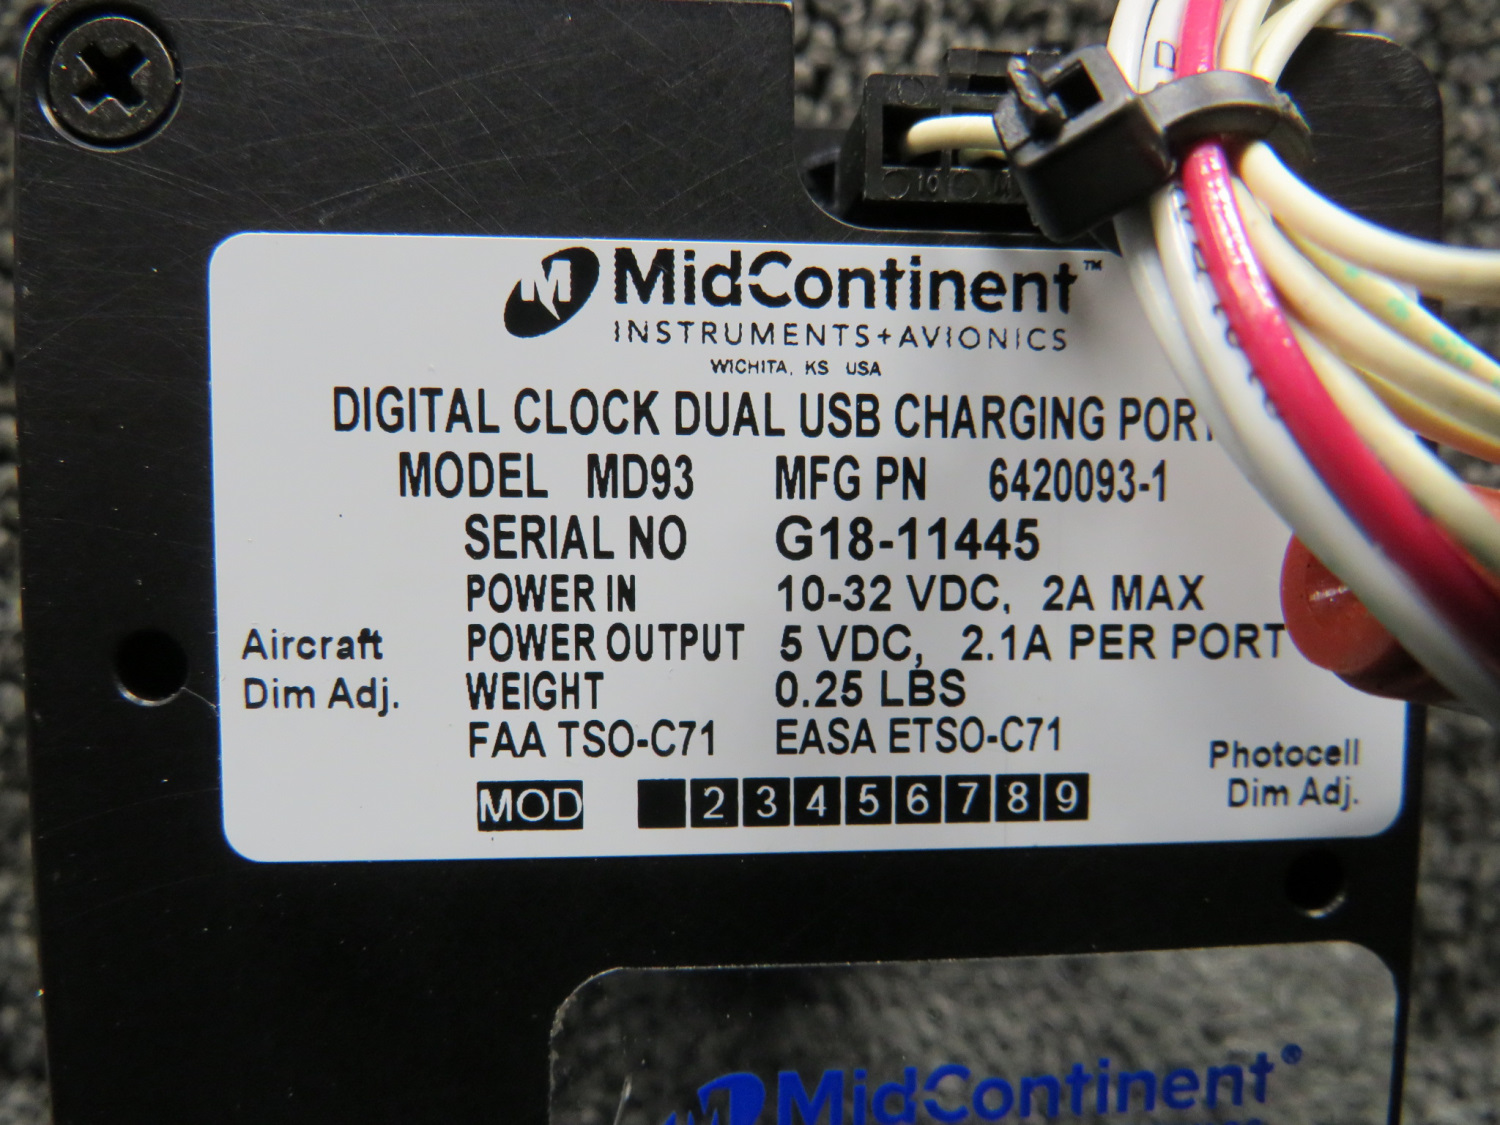 MidContinent™
INSTRUMENTS+AVIONICS
WICHITA, KS USA
DIGITAL CLOCK DUAL USB CHARGING PORT
MODEL MD93 MFG PN 6420093-1
SERIAL NO G18-11445
POWER IN 10-32 VDC, 2A MAX
Aircraft
Dim Adj.
POWER OUTPUT 5 VDC, 2.1A PER PORT
WEIGHT 0.25 LBS
FAA TSO-C71 EASA ETSO-C71
MOD 2 3 4 5 6 7 8 9
Photocell
Dim Adj.
MidContinent®
10